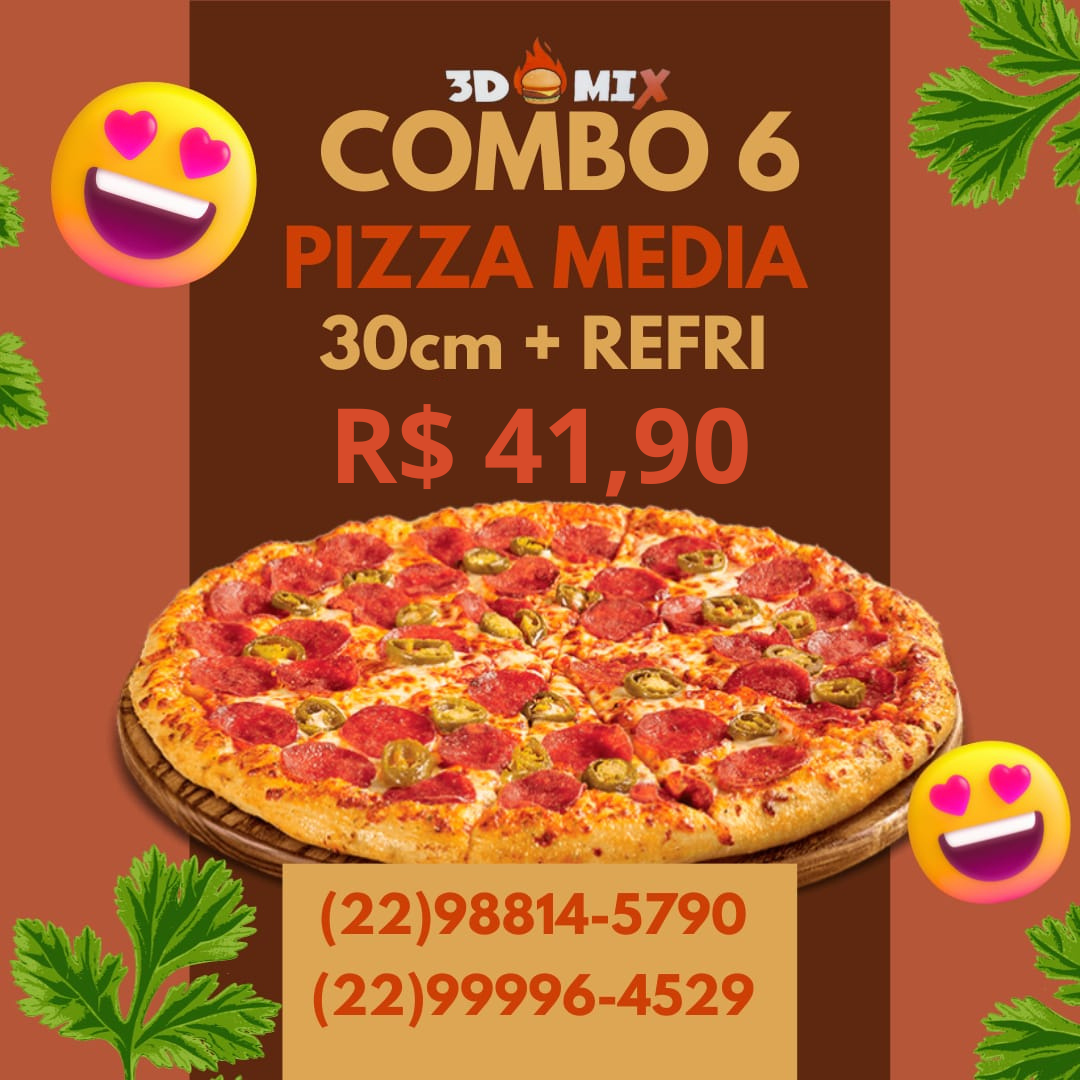 3D MIX
COMBO 6
PIZZA MEDIA
30cm + REFRI
R$ 41,90
(22)98814-5790
(22)99996-4529